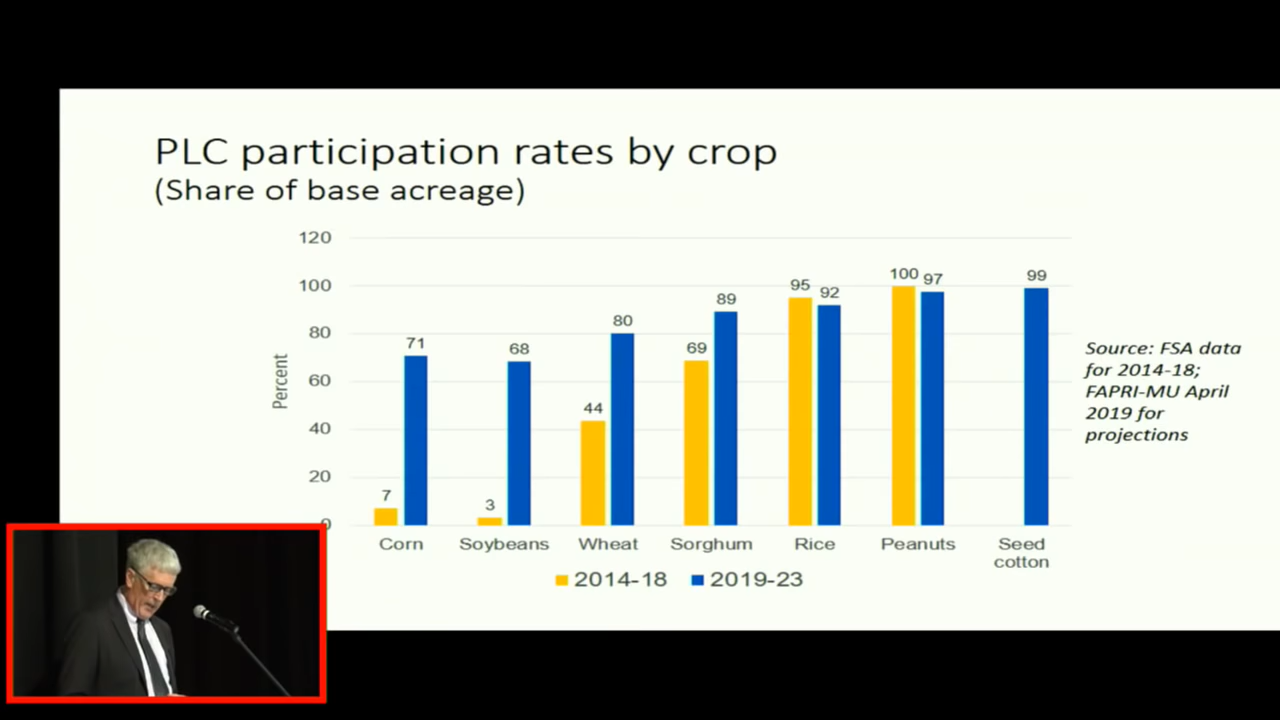 PLC participation rates by crop
(Share of base acreage)
120
100
80
60
40
20
0
Percent
7
71
3
68
44
80
69
89
95
92
100
97
99
Corn
Soybeans
Wheat
Sorghum
Rice
Peanuts
Seed
cotton
2014-18
2019-23
Source: FSA data
for 2014-18;
FAPRI-MU April
2019 for
projections